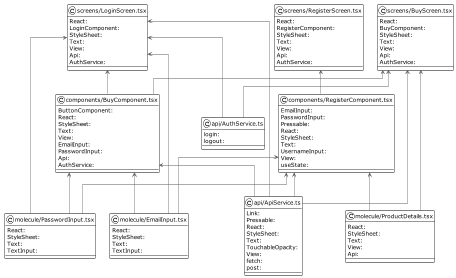 C screens/LoginScreen.tsx
React:
LoginComponent:
StyleSheet:
Text:
View:
Api:
AuthService:
C screens/RegisterScreen.tsx
React:
RegisterComponent:
StyleSheet:
Text:
View:
Api:
AuthService:
C screens/BuyScreen.tsx
React:
BuyComponent:
StyleSheet:
Text:
View:
Api:
AuthService:
C components/BuyComponent.tsx
ButtonComponent:
React:
StyleSheet:
Text:
View:
EmailInput:
PasswordInput:
Api:
AuthService:
C api/AuthService.ts
login:
logout:
C components/RegisterComponent.tsx
EmailInput:
PasswordInput:
Pressable:
React:
StyleSheet:
Text:
UsernameInput:
View:
useState:
C molecule/PasswordInput.tsx
React:
StyleSheet:
Text:
TextInput:
C molecule/EmailInput.tsx
React:
StyleSheet:
Text:
TextInput:
C api/ApiService.ts
Link:
Pressable:
React:
StyleSheet:
Text:
TouchableOpacity:
View:
fetch:
post:
C molecule/ProductDetails.tsx
React:
StyleSheet:
Text:
View:
Api: